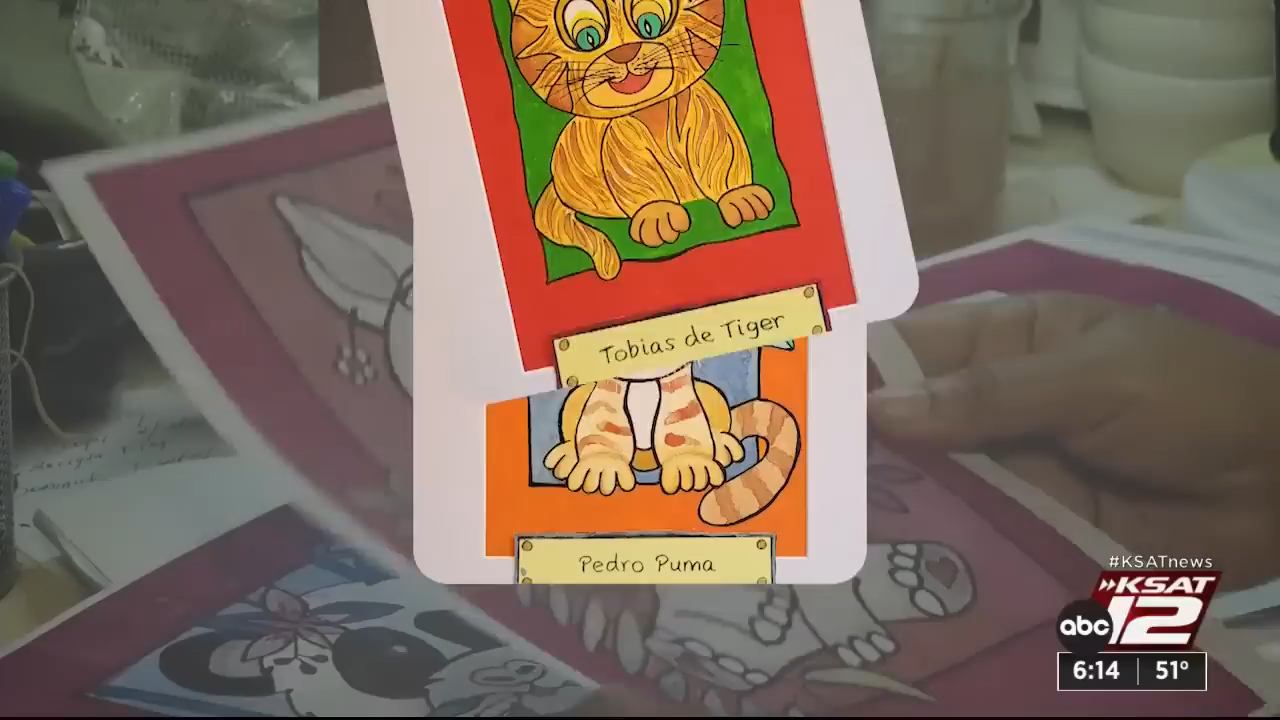 Tobias de Tiger
Pedro Puma
#KSATnews
KSAT
abc 12
6:14 51°